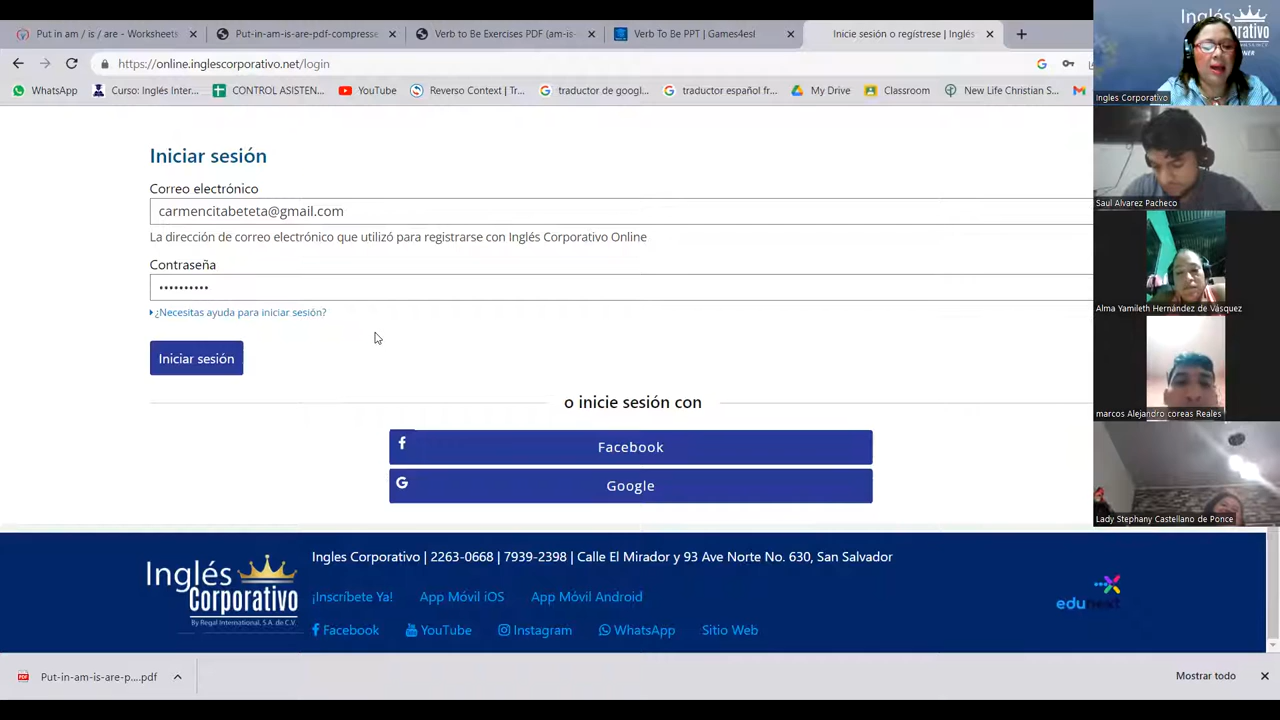 Put in am / is / are - Worksheets
Put-in-am-is-are-pdf-compresse
Verb to Be Exercises PDF (am-is-
Verb To Be PPT | Games4esl
Inicie sesión o regístrese | Inglés
https://online.inglescorporativo.net/login
WhatsApp
Curso: Inglés Inter...
CONTROL ASISTEN...
YouTube
Reverso Context | Tr...
traductor de googl...
traductor español fr...
My Drive
Classroom
New Life Christian S...
Iniciar sesión
Correo electrónico
carmencitabeteta@gmail.com
La dirección de correo electrónico que utilizó para registrarse con Inglés Corporativo Online
Contraseña
••••••••••
¿Necesitas ayuda para iniciar sesión?
Iniciar sesión
o inicie sesión con
Facebook
Google
Inglés
Corporativo
By Regal International, S.A. de C.V.
Ingles Corporativo | 2263-0668 | 7939-2398 | Calle El Mirador y 93 Ave Norte No. 630, San Salvador
¡Inscríbete Ya!
App Móvil iOS
App Móvil Android
Facebook
YouTube
Instagram
WhatsApp
Sitio Web
edunext
Put-in-am-is-are-p....pdf
Mostrar todo
Ingles Corporativo
Saul Alvarez Pacheco
Alma Yamileth Hernández de Vásquez
marcos Alejandro coreas Reales
Lady Stephany Castellano de Ponce